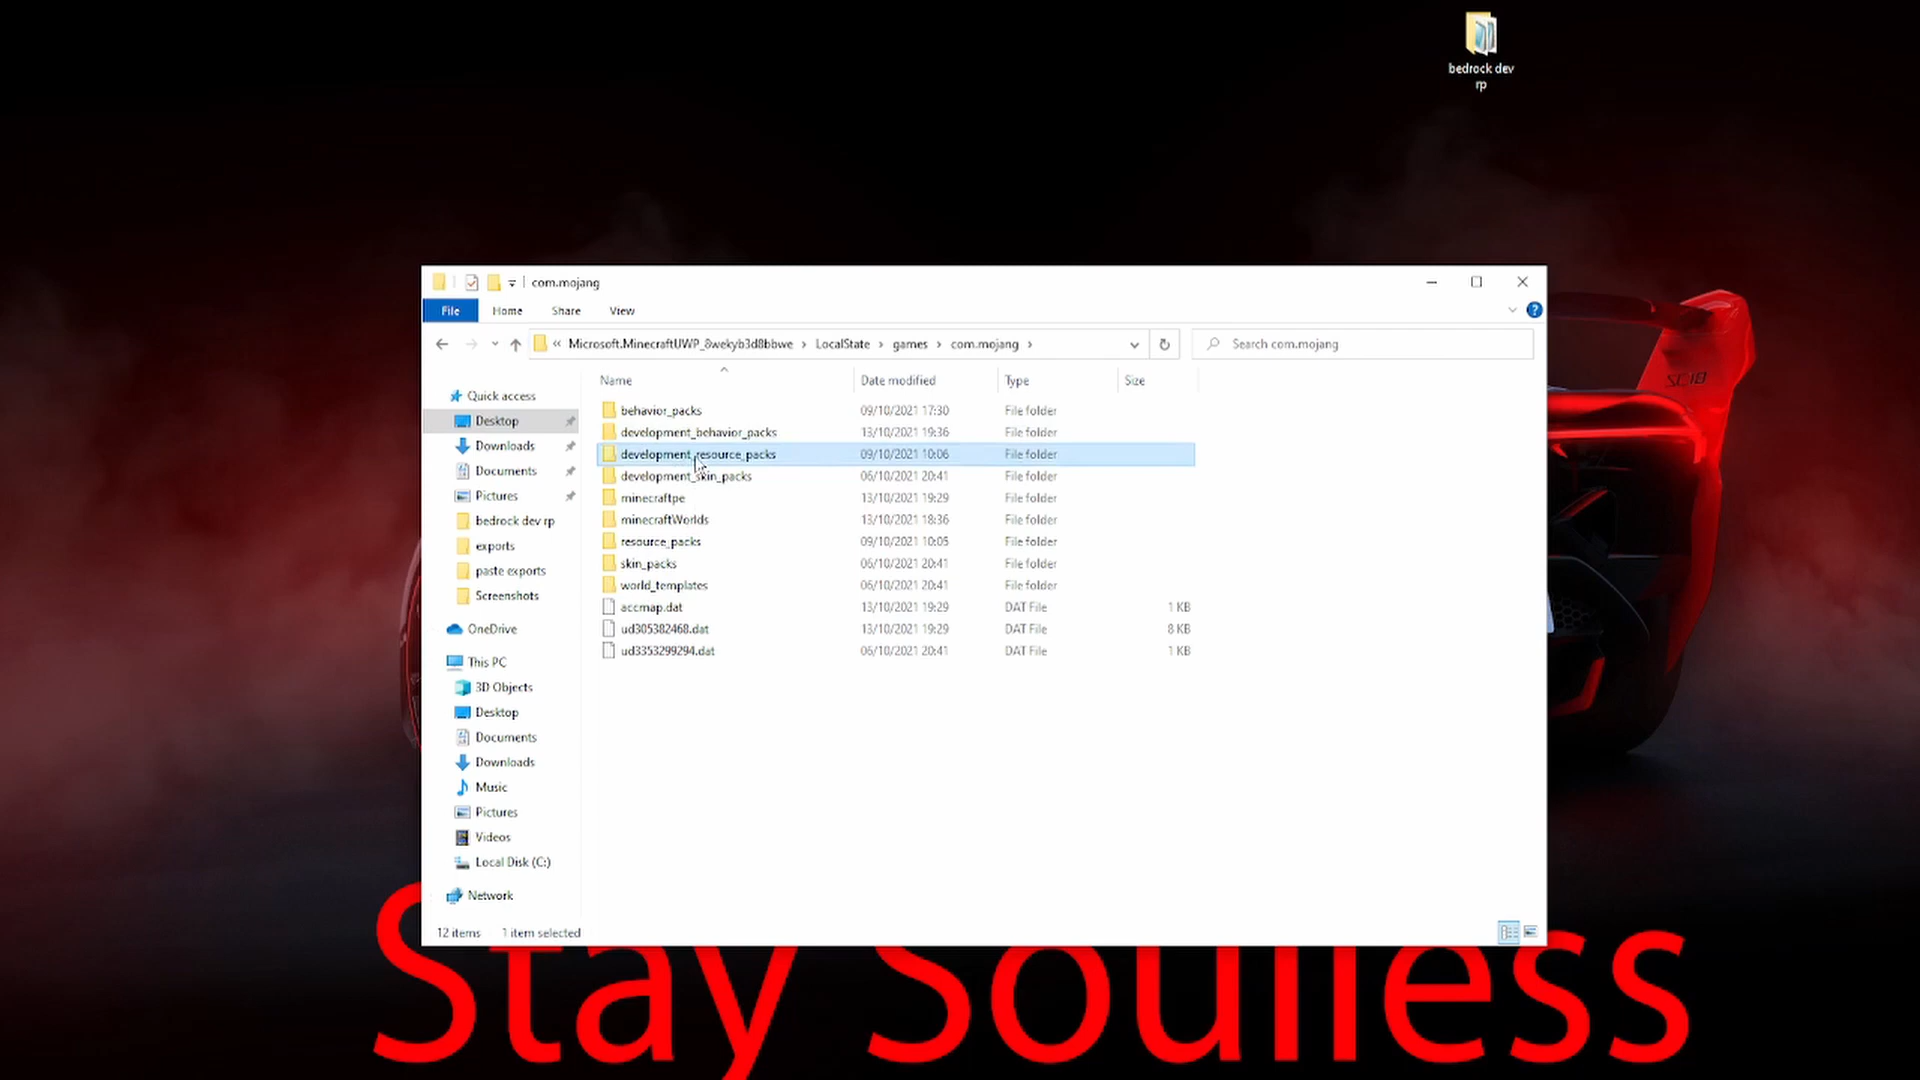 bedrock dev
rp
com.mojang
File Home Share View
« Microsoft.MinecraftUWP_8wekyb3d8bbwe › LocalState › games › com.mojang ›
Search com.mojang
Name Date modified Type Size
Quick access
Desktop
Downloads
Documents
Pictures
bedrock dev rp
exports
paste exports
Screenshots
OneDrive
This PC
3D Objects
Desktop
Documents
Downloads
Music
Pictures
Videos
Local Disk (C:)
Network
behavior_packs 09/10/2021 17:30 File folder
development_behavior_packs 13/10/2021 19:36 File folder
development_resource_packs 09/10/2021 10:06 File folder
development_skin_packs 06/10/2021 20:41 File folder
minecraftpe 13/10/2021 19:29 File folder
minecraftWorlds 13/10/2021 18:36 File folder
resource_packs 09/10/2021 10:05 File folder
skin_packs 06/10/2021 20:41 File folder
world_templates 06/10/2021 20:41 File folder
accmap.dat 13/10/2021 19:29 DAT File 1 KB
ud305382468.dat 13/10/2021 19:29 DAT File 8 KB
ud3353299294.dat 06/10/2021 20:41 DAT File 1 KB
12 items 1 item selected
Stay Soulless